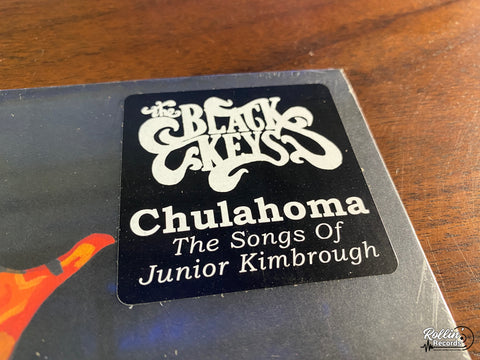 the BLACK
KEYS
Chulahoma
The Songs Of
Junior Kimbrough
Rollin'
Records